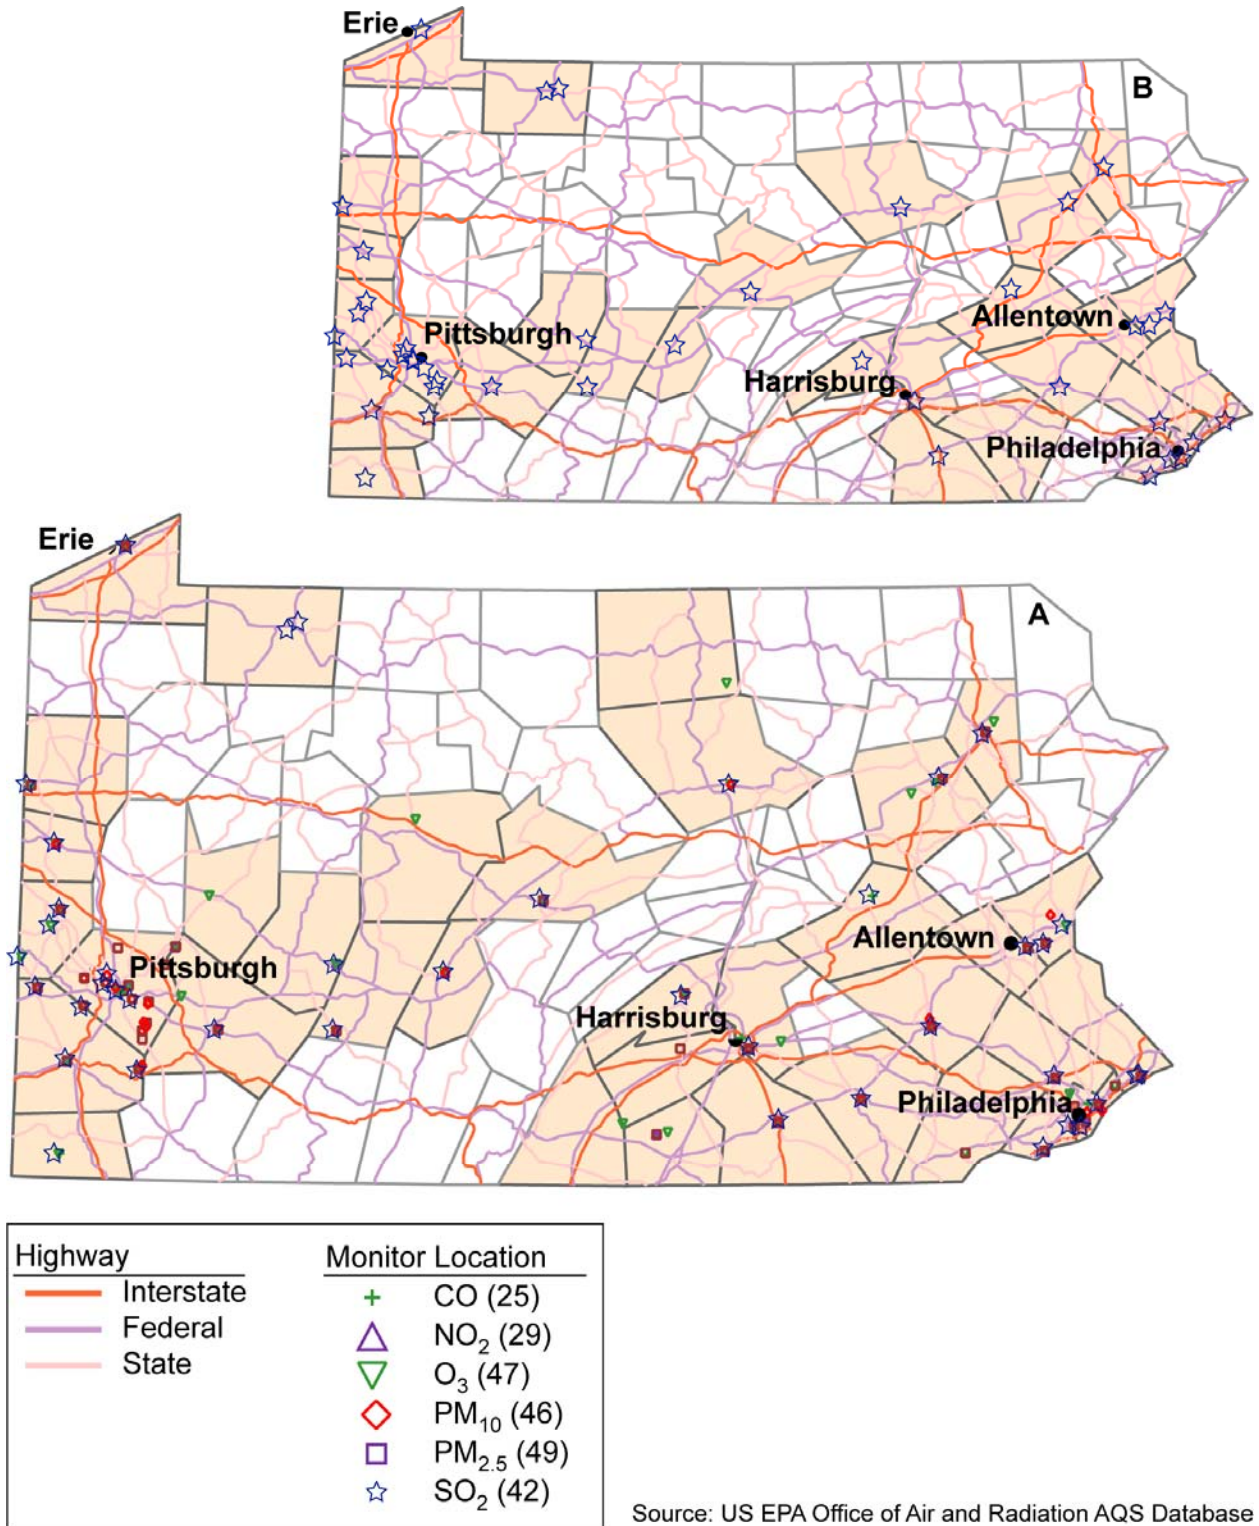 Erie
B
Pittsburgh
Allentown
Harrisburg
Philadelphia
Erie
A
Pittsburgh
Allentown
Harrisburg
Philadelphia
Highway
Interstate
Federal
State
Monitor Location
CO (25)
NO2 (29)
O3 (47)
PM10 (46)
PM2.5 (49)
SO2 (42)
Source: US EPA Office of Air and Radiation AQS Database